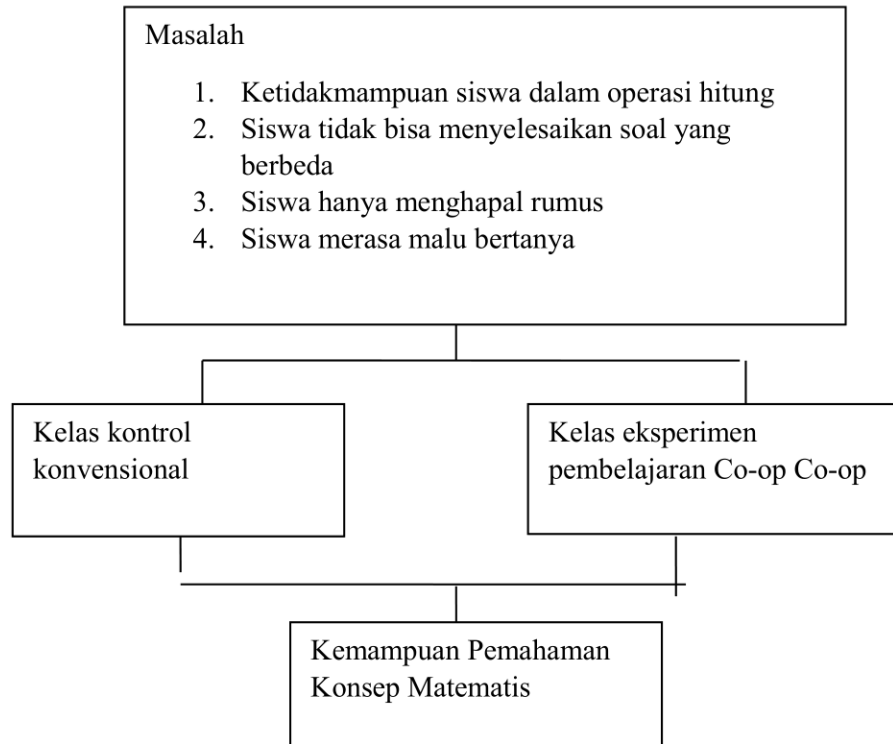 Masalah
1. Ketidakmampuan siswa dalam operasi hitung
2. Siswa tidak bisa menyelesaikan soal yang
berbeda
3. Siswa hanya menghapal rumus
4. Siswa merasa malu bertanya
Kelas kontrol
konvensional
Kelas eksperimen
pembelajaran Co-op Co-op
Kemampuan Pemahaman
Konsep Matematis